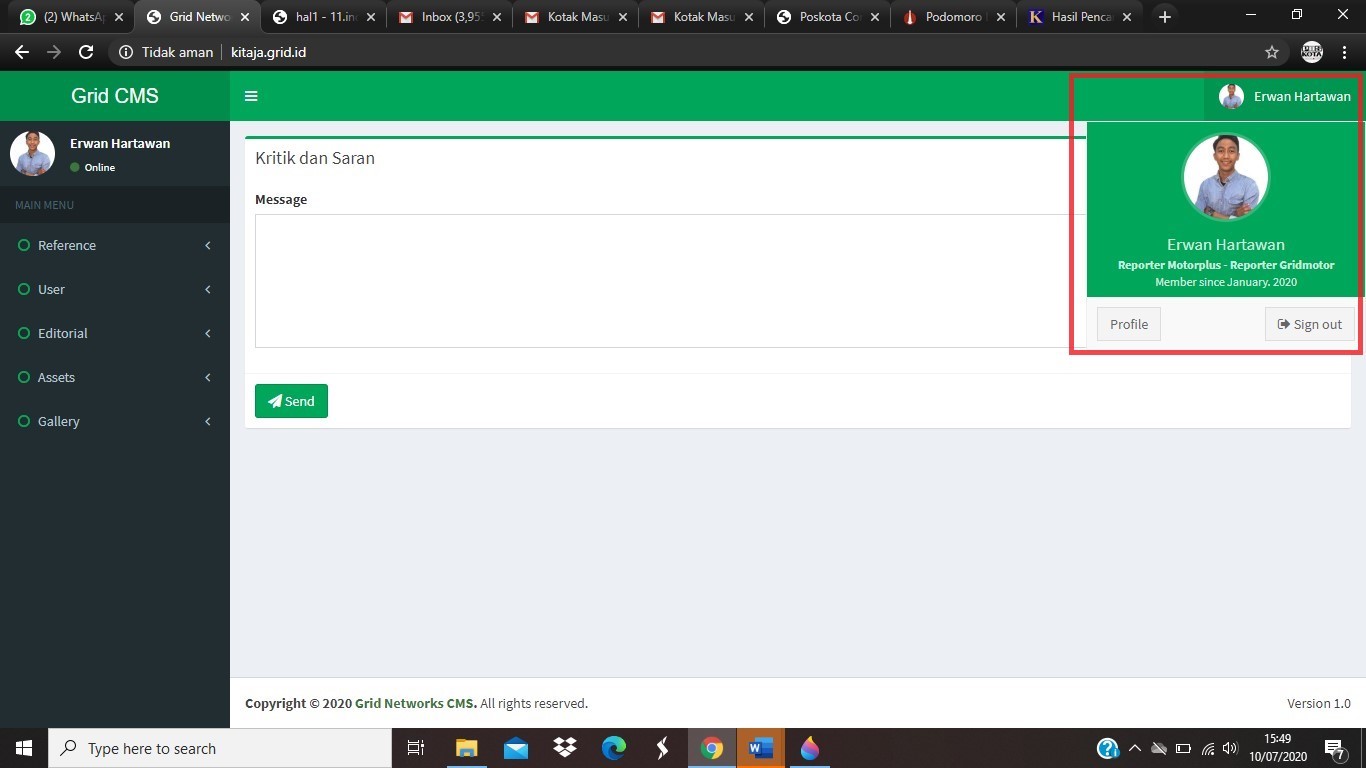 (2) WhatsAp
Grid Netwo
hal1 - 11.in
Inbox (3,95
Kotak Masu
Kotak Masu
Poskota Co
Podomoro
Hasil Penca
Tidak aman | kitaja.grid.id
Grid CMS
Erwan Hartawan
Erwan Hartawan
Online
MAIN MENU
Reference
User
Editorial
Assets
Gallery
Kritik dan Saran
Message
Send
Erwan Hartawan
Reporter Motorplus - Reporter Gridmotor
Member since January. 2020
Profile
Sign out
Copyright © 2020 Grid Networks CMS. All rights reserved.
Version 1.0
Type here to search
15:49
10/07/2020
7